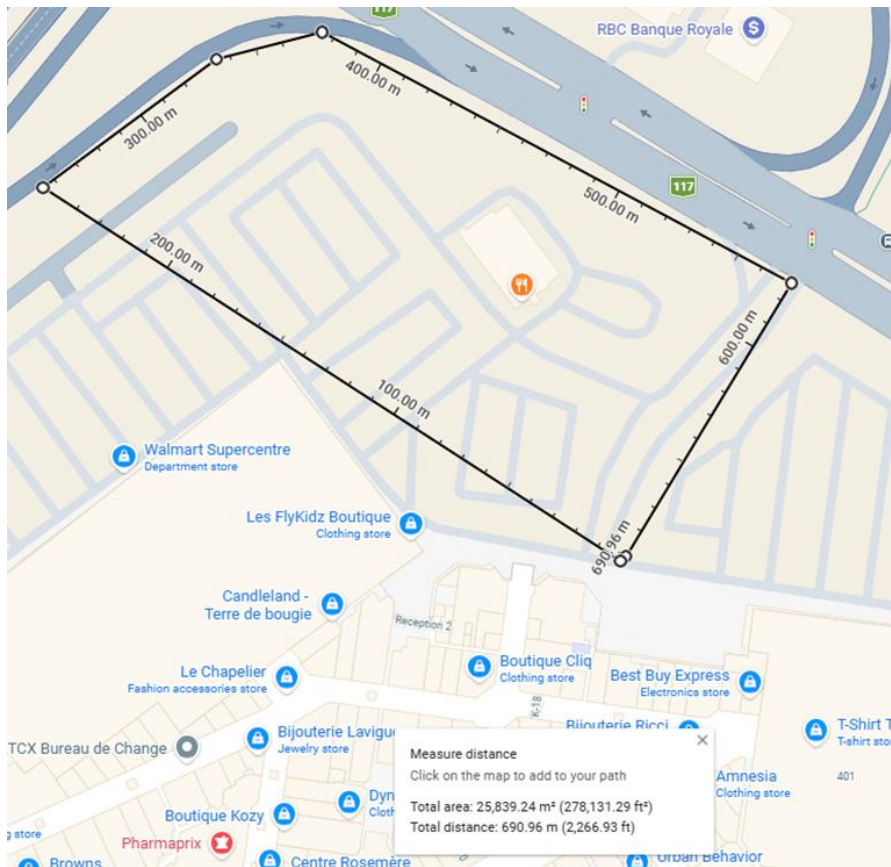 117
RBC Banque Royale
400.00 m
300.00 m
117
500.00 m
200.00 m
600.00 m
100.00 m
Walmart Supercentre
Department store
Les FlyKidz Boutique
Clothing store
690.96 m
Candleland -
Terre de bougie
Reception 2
Le Chapelier
Fashion accessories store
Boutique Cliq
Clothing store
Best Buy Express
Electronics store
K-18
TCX Bureau de Change
Bijouterie Lavigu
Jewelry store
Bijouterie Ricci
T-Shirt T
T-shirt stor
401
Measure distance
Click on the map to add to your path
Total area: 25,839.24 m² (278,131.29 ft²)
Total distance: 690.96 m (2,266.93 ft)
Amnesia
Clothing store
Dyn
Cloth
Boutique Kozy
g store
Pharmaprix
Browns
Centre Rosemère
Urban Behavior